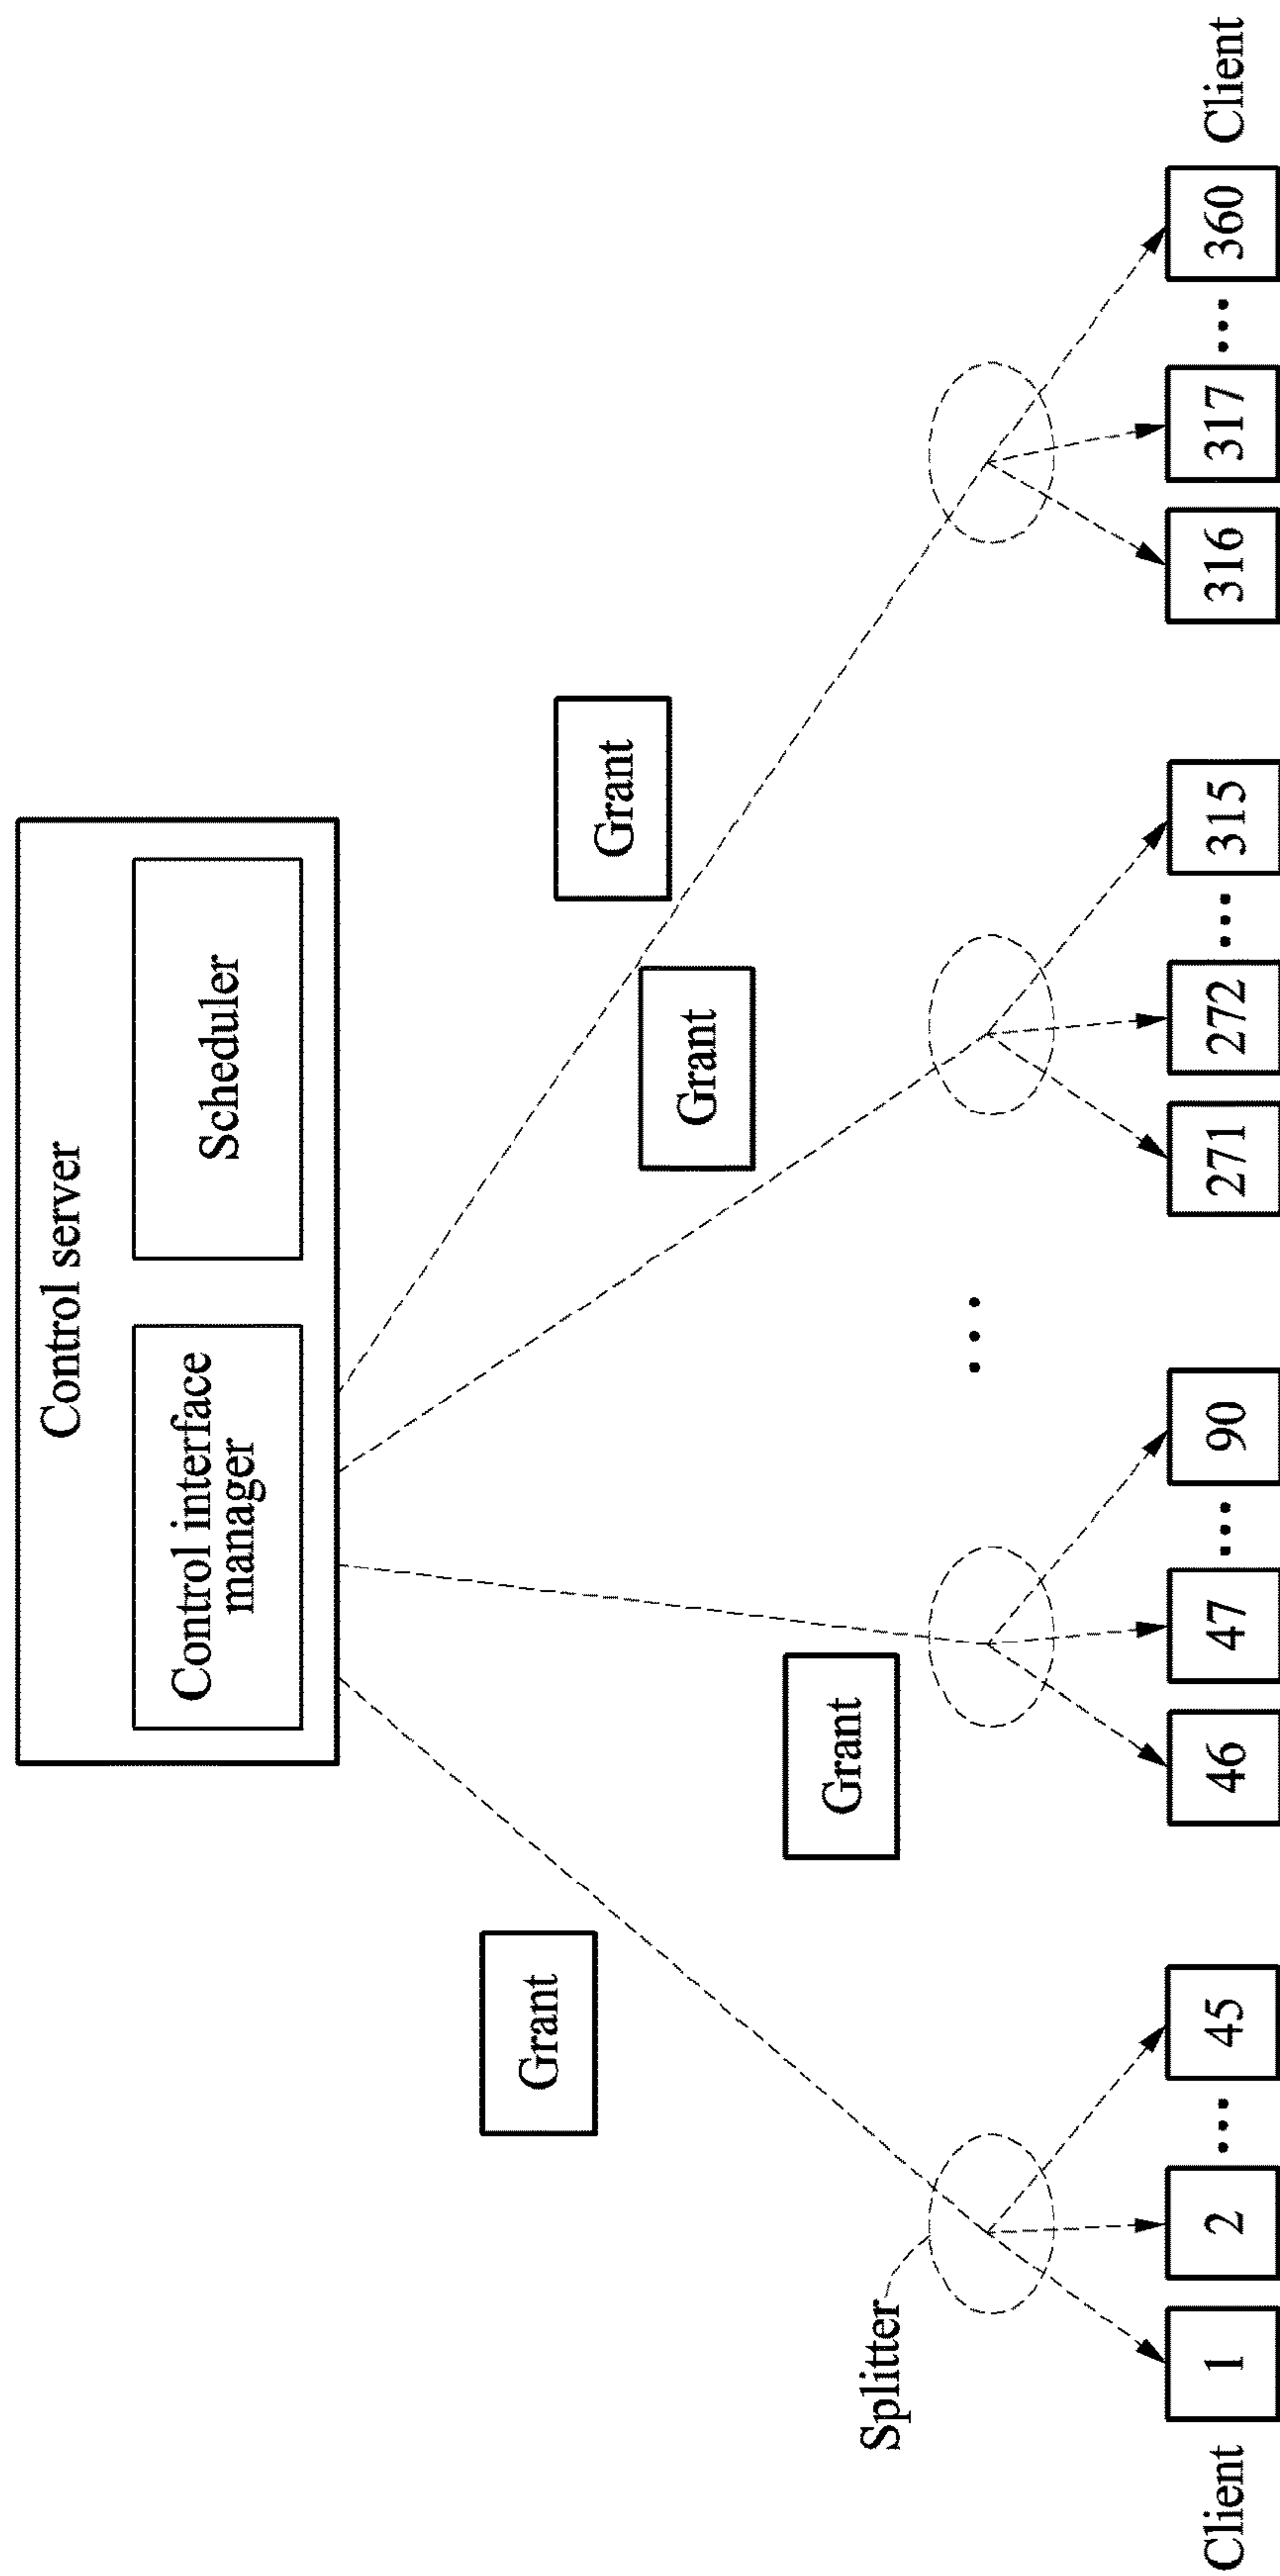 Control server
Control interface
manager
Scheduler
Grant
Grant
Grant
Grant
Splitter
...
Client
1
2
...
45
46
47
...
90
271
272
...
315
316
317
...
360
Client